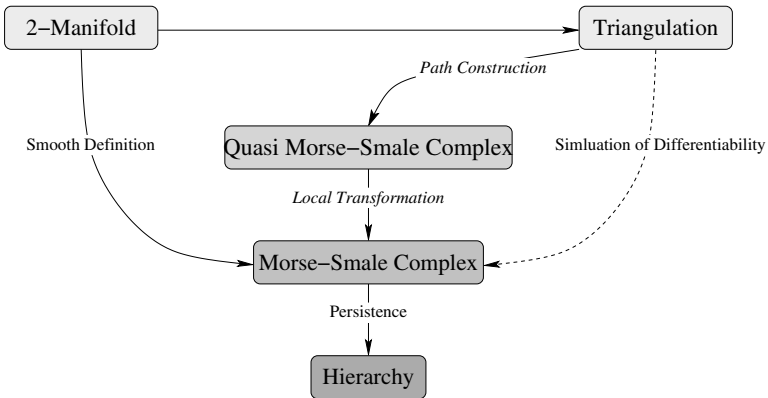 2−Manifold
Triangulation
Path Construction
Smooth Definition
Quasi Morse−Smale Complex
Simluation of Differentiability
Local Transformation
Morse−Smale Complex
Persistence
Hierarchy